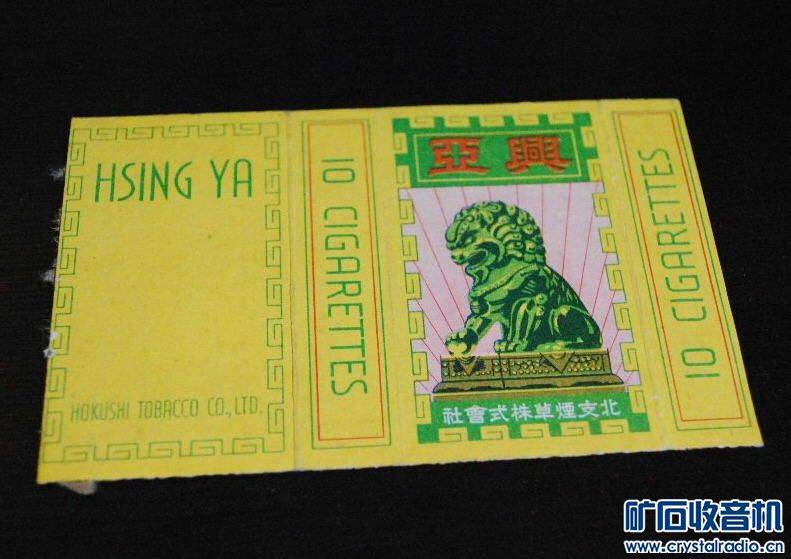 HSING YA
HOKUSHI TOBACCO CO., LTD.
10 CIGARETTES
興亞
北支煙草株式會社
10 CIGARETTES
矿石收音机
www.crystalradio.cn